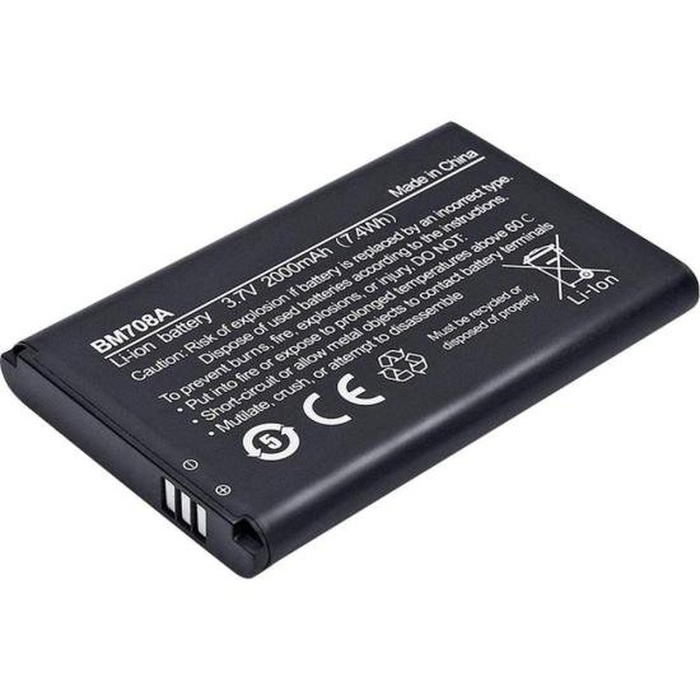 BM708A
Li-ion battery 3.7V 2000mAh (7.4Wh) Made in China
Caution: Risk of explosion if battery is replaced by an incorrect type.
Dispose of used batteries according to the instructions.
To prevent burns, fire, explosions, or injury, DO NOT:
• Put into fire or expose to prolonged temperatures above 60 C
• Short-circuit or allow metal objects to contact battery terminals
• Mutilate, crush, or attempt to open
Must be recycled or
disposed of properly
5
CE
Li-Ion
- +